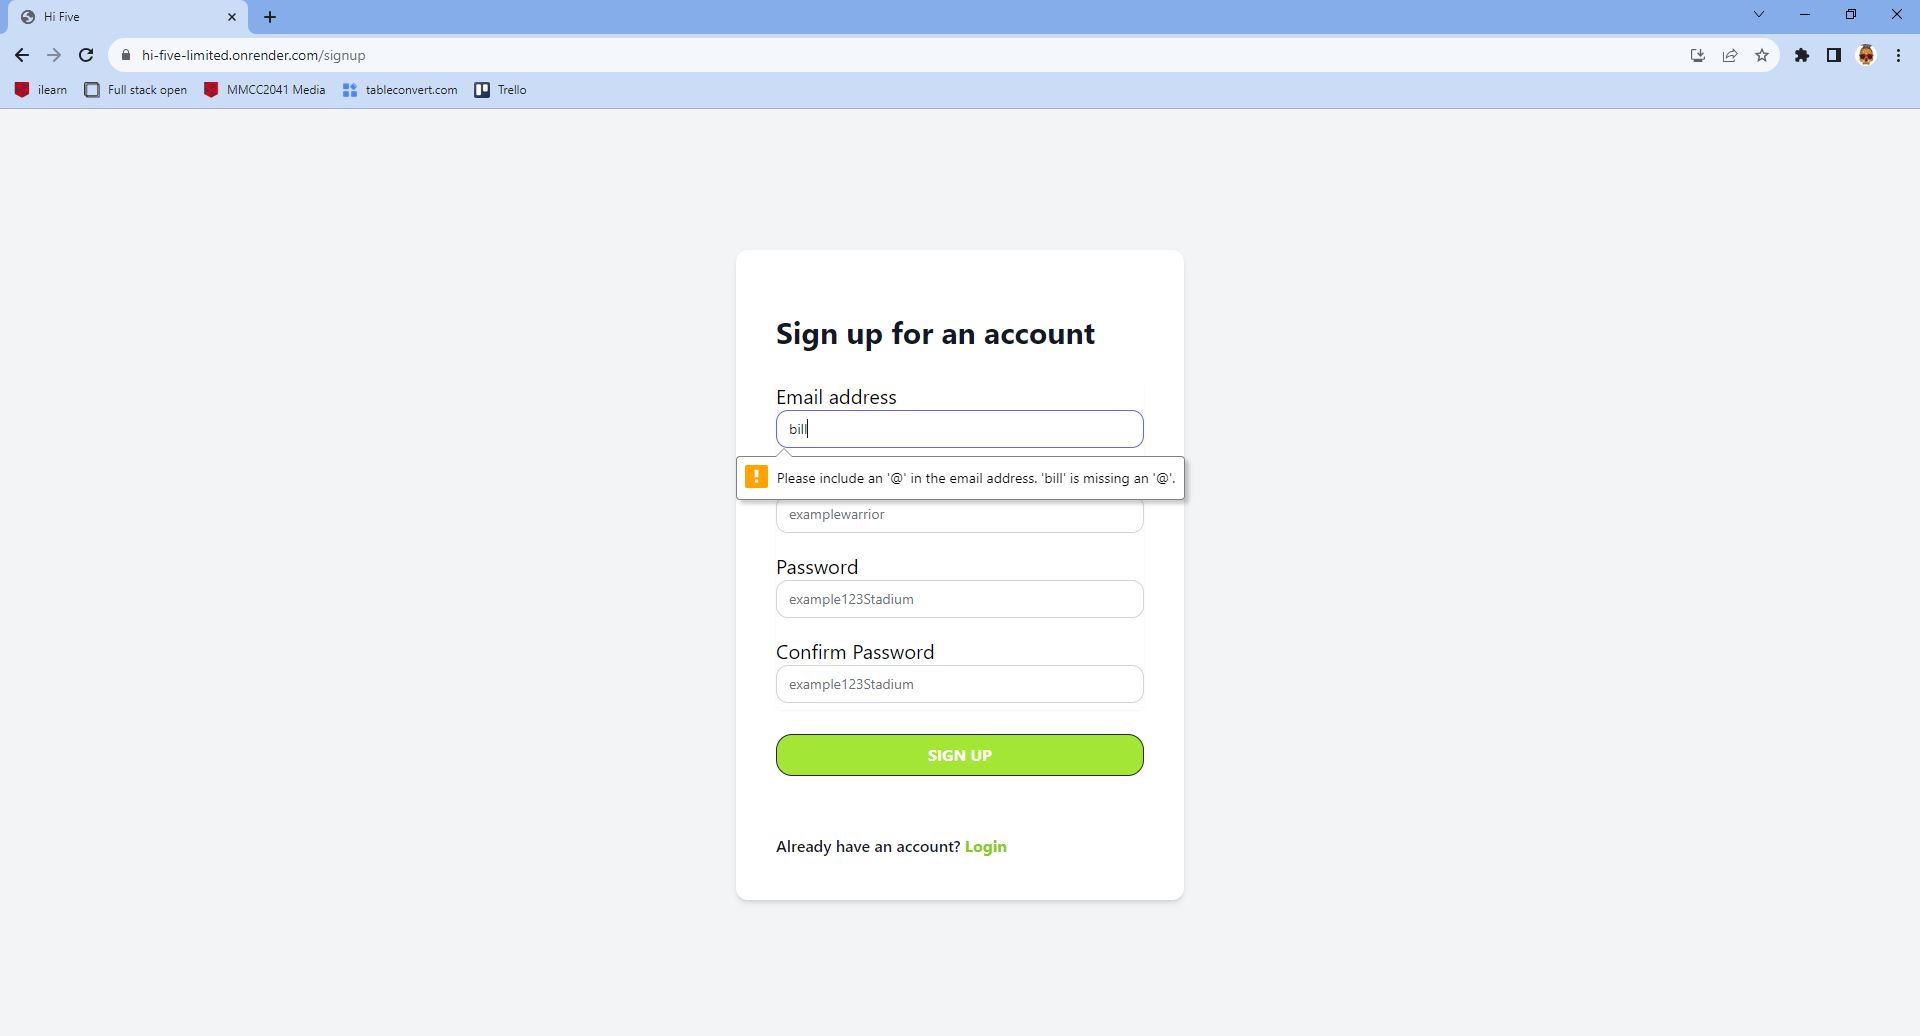 Hi Five
hi-five-limited.onrender.com/signup
ilearn Full stack open MMCC2041 Media tableconvert.com Trello
Sign up for an account
Email address
bill
Please include an '@' in the email address. 'bill' is missing an '@'.
examplewarrior
Password
example123Stadium
Confirm Password
example123Stadium
SIGN UP
Already have an account? Login